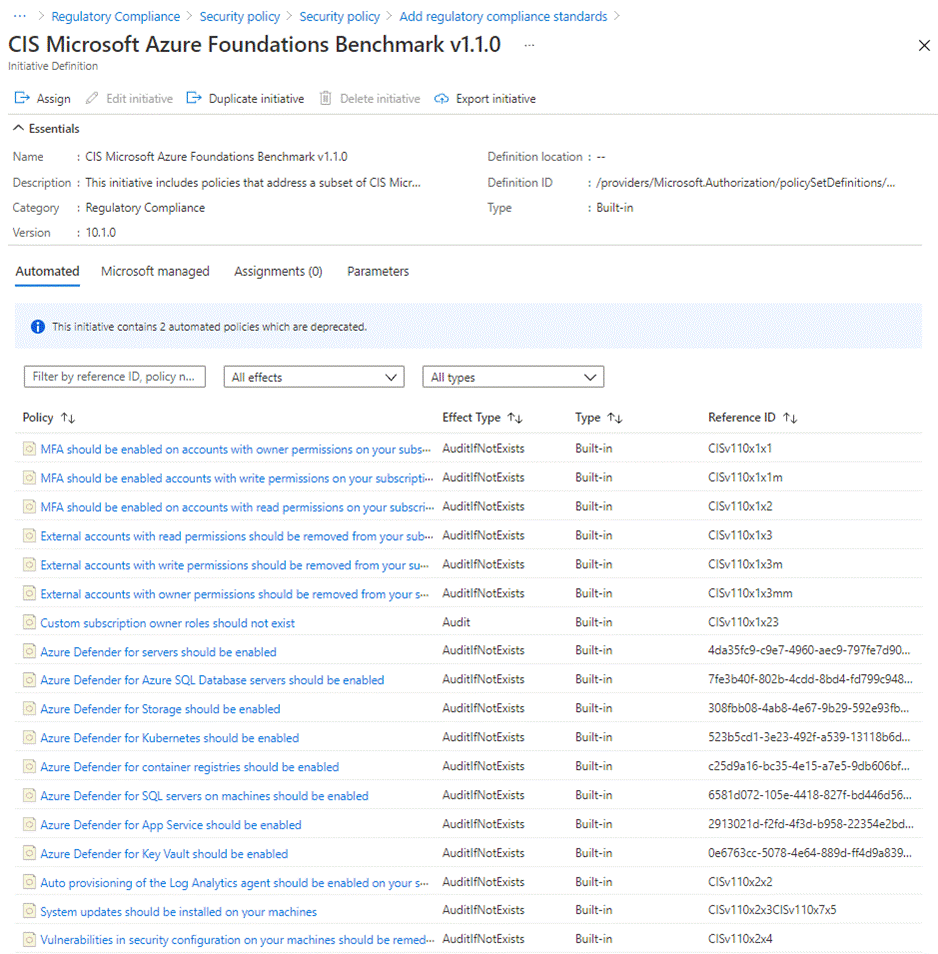 ··· > Regulatory Compliance > Security policy > Security policy > Add regulatory compliance standards >
CIS Microsoft Azure Foundations Benchmark v1.1.0 ...
Initiative Definition
Assign Edit initiative Duplicate initiative Delete initiative Export initiative
Essentials
Name : CIS Microsoft Azure Foundations Benchmark v1.1.0 Definition location : --
Description : This initiative includes policies that address a subset of CIS Micr... Definition ID : /providers/Microsoft.Authorization/policySetDefinitions/...
Category : Regulatory Compliance Type : Built-in
Version : 10.1.0
Automated Microsoft managed Assignments (0) Parameters
This initiative contains 2 automated policies which are deprecated.
Filter by reference ID, policy n... All effects All types
Policy Effect Type Type Reference ID
MFA should be enabled on accounts with owner permissions on your subs··· AuditIfNotExists Built-in CISv110x1x1
MFA should be enabled accounts with write permissions on your subscripti··· AuditIfNotExists Built-in CISv110x1x1m
MFA should be enabled on accounts with read permissions on your subscri··· AuditIfNotExists Built-in CISv110x1x2
External accounts with read permissions should be removed from your sub··· AuditIfNotExists Built-in CISv110x1x3
External accounts with write permissions should be removed from your su··· AuditIfNotExists Built-in CISv110x1x3m
External accounts with owner permissions should be removed from your s··· AuditIfNotExists Built-in CISv110x1x3mm
Custom subscription owner roles should not exist Audit Built-in CISv110x1x23
Azure Defender for servers should be enabled AuditIfNotExists Built-in 4da35fc9-c9e7-4960-aec9-797fe7d90...
Azure Defender for Azure SQL Database servers should be enabled AuditIfNotExists Built-in 7fe3b40f-802b-4cdd-8bd4-fd799c948...
Azure Defender for Storage should be enabled AuditIfNotExists Built-in 308fbb08-4ab8-4e67-9b29-592e93fb...
Azure Defender for Kubernetes should be enabled AuditIfNotExists Built-in 523b5cd1-3e23-492f-a539-13118b6d...
Azure Defender for container registries should be enabled AuditIfNotExists Built-in c25d9a16-bc35-4e15-a7e5-9db606bf...
Azure Defender for SQL servers on machines should be enabled AuditIfNotExists Built-in 6581d072-105e-4418-827f-bd446d56...
Azure Defender for App Service should be enabled AuditIfNotExists Built-in 2913021d-f2fd-4f3d-b958-22354e2bd...
Azure Defender for Key Vault should be enabled AuditIfNotExists Built-in 0e6763cc-5078-4e64-889d-ff4d9a839...
Auto provisioning of the Log Analytics agent should be enabled on your s··· AuditIfNotExists Built-in CISv110x2x2
System updates should be installed on your machines AuditIfNotExists Built-in CISv110x2x3CISv110x7x5
Vulnerabilities in security configuration on your machines should be remed··· AuditIfNotExists Built-in CISv110x2x4